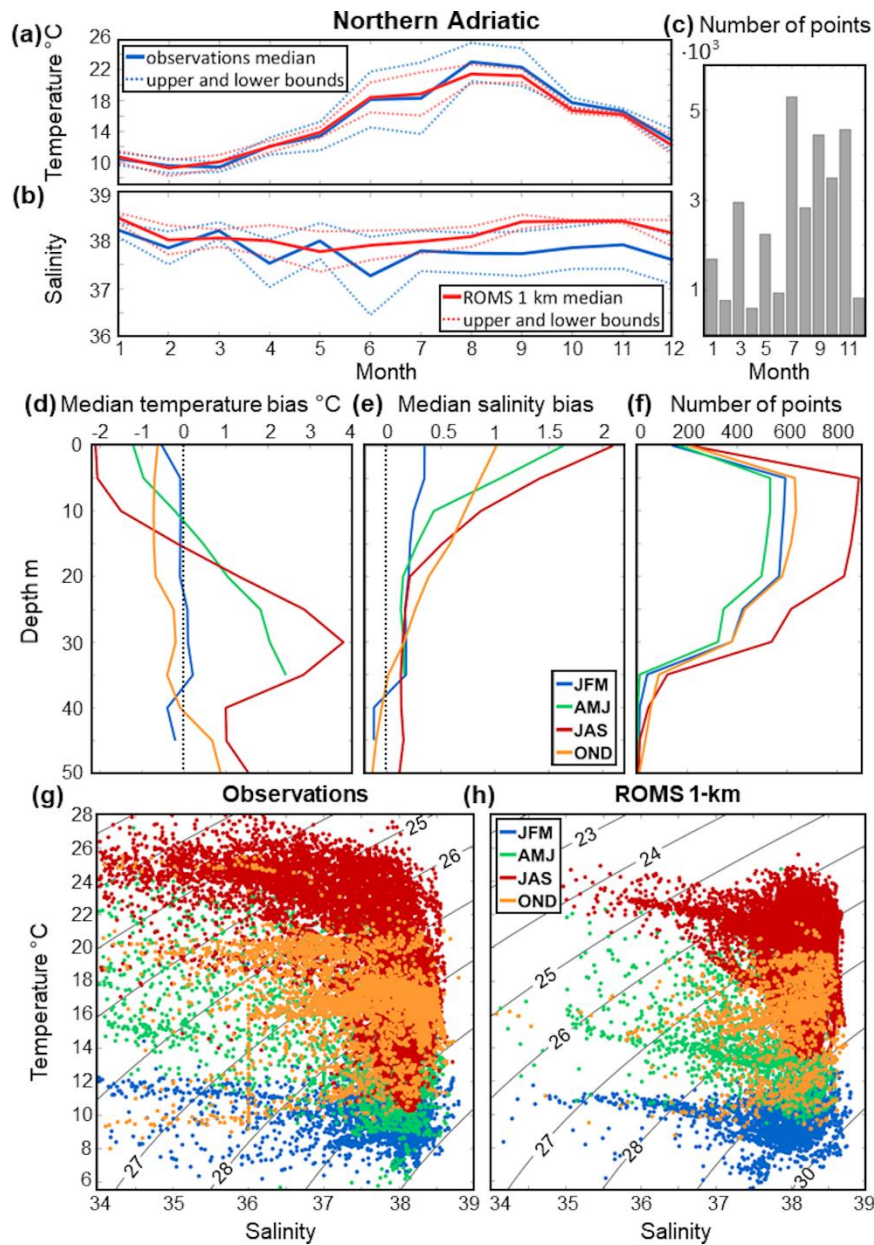 Northern Adriatic
(a)
Temperature °C
26
22
18
14
10
observations median
upper and lower bounds
(b)
Salinity
39
38
37
36
ROMS 1 km median
upper and lower bounds
1 2 3 4 5 6 7 8 9 10 11 12
Month
(c) Number of points
·10³
5
3
1
1 3 5 7 9 11
Month
(d) Median temperature bias °C
-2 -1 0 1 2 3 4
Depth m
0
10
20
30
40
50
(e) Median salinity bias
0 0.5 1 1.5 2
JFM
AMJ
JAS
OND
(f) Number of points
0 200 400 600 800
(g) Observations
Temperature °C
28
26
24
22
20
18
16
14
12
10
8
6
25
26
27
28
34 35 36 37 38 39
Salinity
(h) ROMS 1-km
JFM
AMJ
JAS
OND
23
24
25
26
27
28
30
34 35 36 37 38 39
Salinity